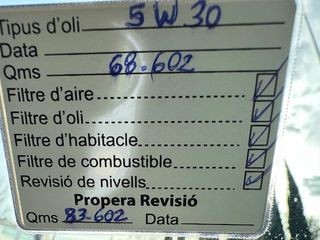 Tipus d'oli 5W30
Data
Qms 68.602
Filtre d'aire ✓
Filtre d'oli ✓
Filtre d'habitacle ✓
Filtre de combustible ✓
Revisió de nivells ✓
Propera Revisió
Qms 83.602 Data